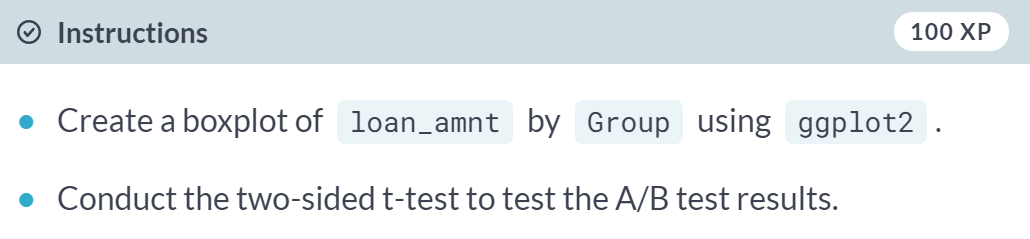 Instructions 100 XP
Create a boxplot of loan_amnt by Group using ggplot2 .
Conduct the two-sided t-test to test the A/B test results.